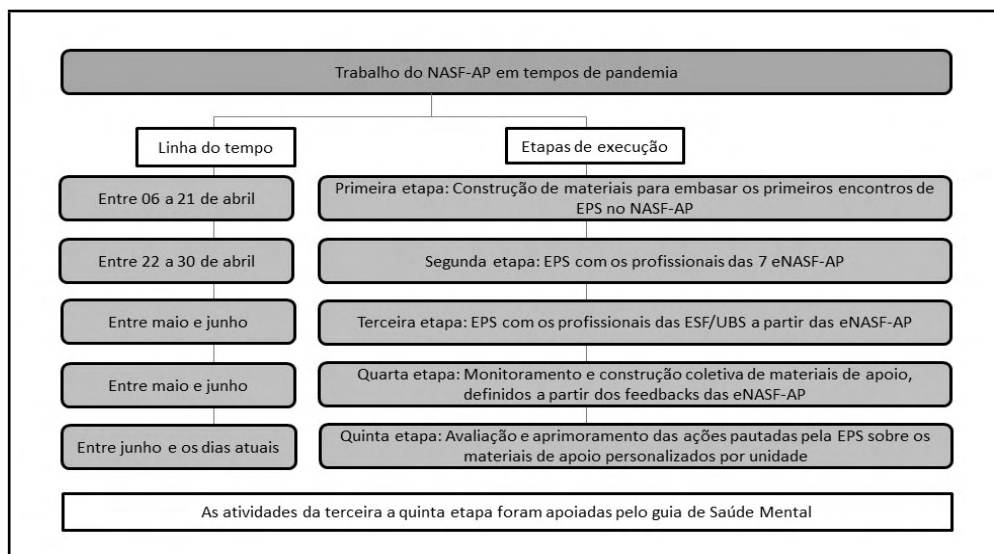 Trabalho do NASF-AP em tempos de pandemia
Linha do tempo
Etapas de execução
Entre 06 a 21 de abril
Primeira etapa: Construção de materiais para embasar os primeiros encontros de
EPS no NASF-AP
Entre 22 a 30 de abril
Segunda etapa: EPS com os profissionais das 7 eNASF-AP
Entre maio e junho
Terceira etapa: EPS com os profissionais das ESF/UBS a partir das eNASF-AP
Entre maio e junho
Quarta etapa: Monitoramento e construção coletiva de materiais de apoio,
definidos a partir dos feedbacks das eNASF-AP
Entre junho e os dias atuais
Quinta etapa: Avaliação e aprimoramento das ações pautadas pela EPS sobre os
materiais de apoio personalizados por unidade
As atividades da terceira a quinta etapa foram apoiadas pelo guia de Saúde Mental